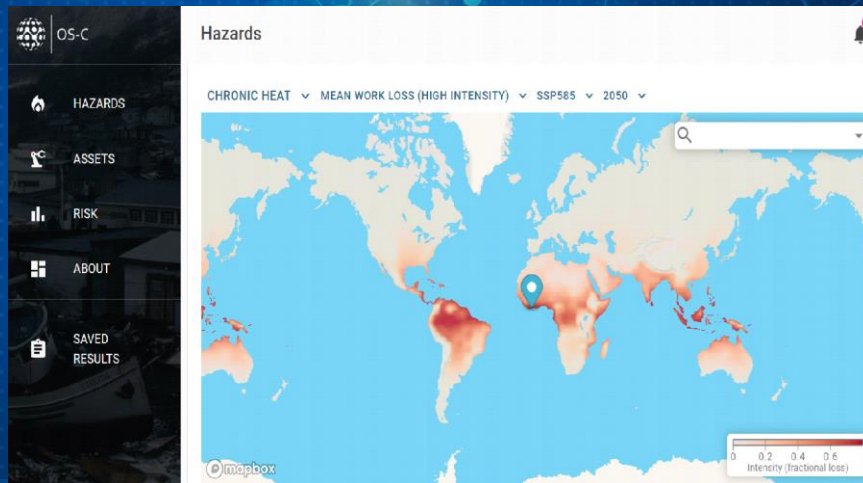 OS-C
Hazards
HAZARDS
ASSETS
RISK
ABOUT
SAVED
RESULTS
CHRONIC HEAT MEAN WORK LOSS (HIGH INTENSITY) SSP585 2050
mapbox
0 0.2 0.4 0.6
Intensity (fractional loss)